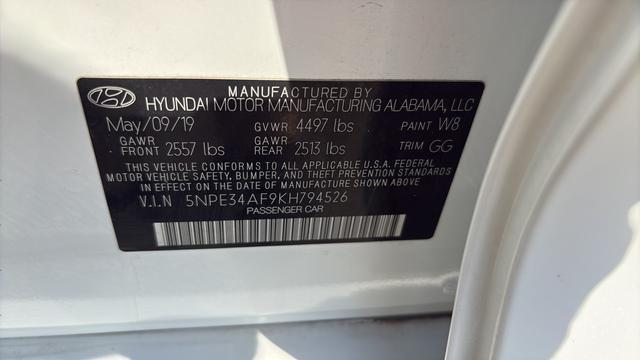 MANUFACTURED BY
HYUNDAI MOTOR MANUFACTURING ALABAMA, LLC
May/09/19 GVWR 4497 lbs PAINT W8
GAWR FRONT 2557 lbs GAWR REAR 2513 lbs TRIM GG
THIS VEHICLE CONFORMS TO ALL APPLICABLE U.S.A. FEDERAL
MOTOR VEHICLE SAFETY, BUMPER, AND THEFT PREVENTION STANDARDS
IN EFFECT ON THE DATE OF MANUFACTURE SHOWN ABOVE.
V.I.N 5NPE34AF9KH794526
PASSENGER CAR